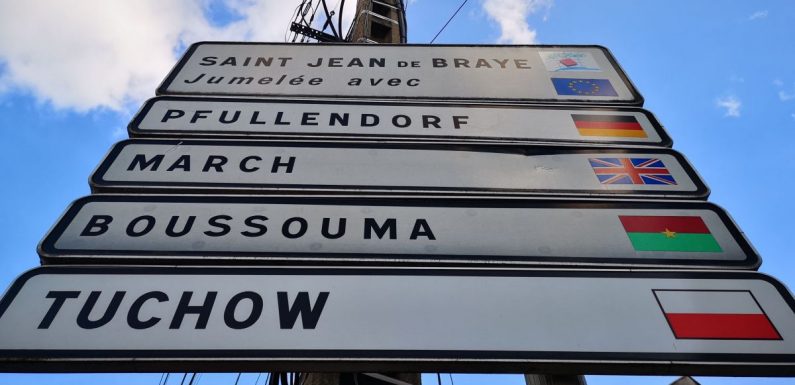 SAINT JEAN DE BRAYE
Jumelée avec
PFULLENDORF
MARCH
BOUSSOUMA
TUCHOW